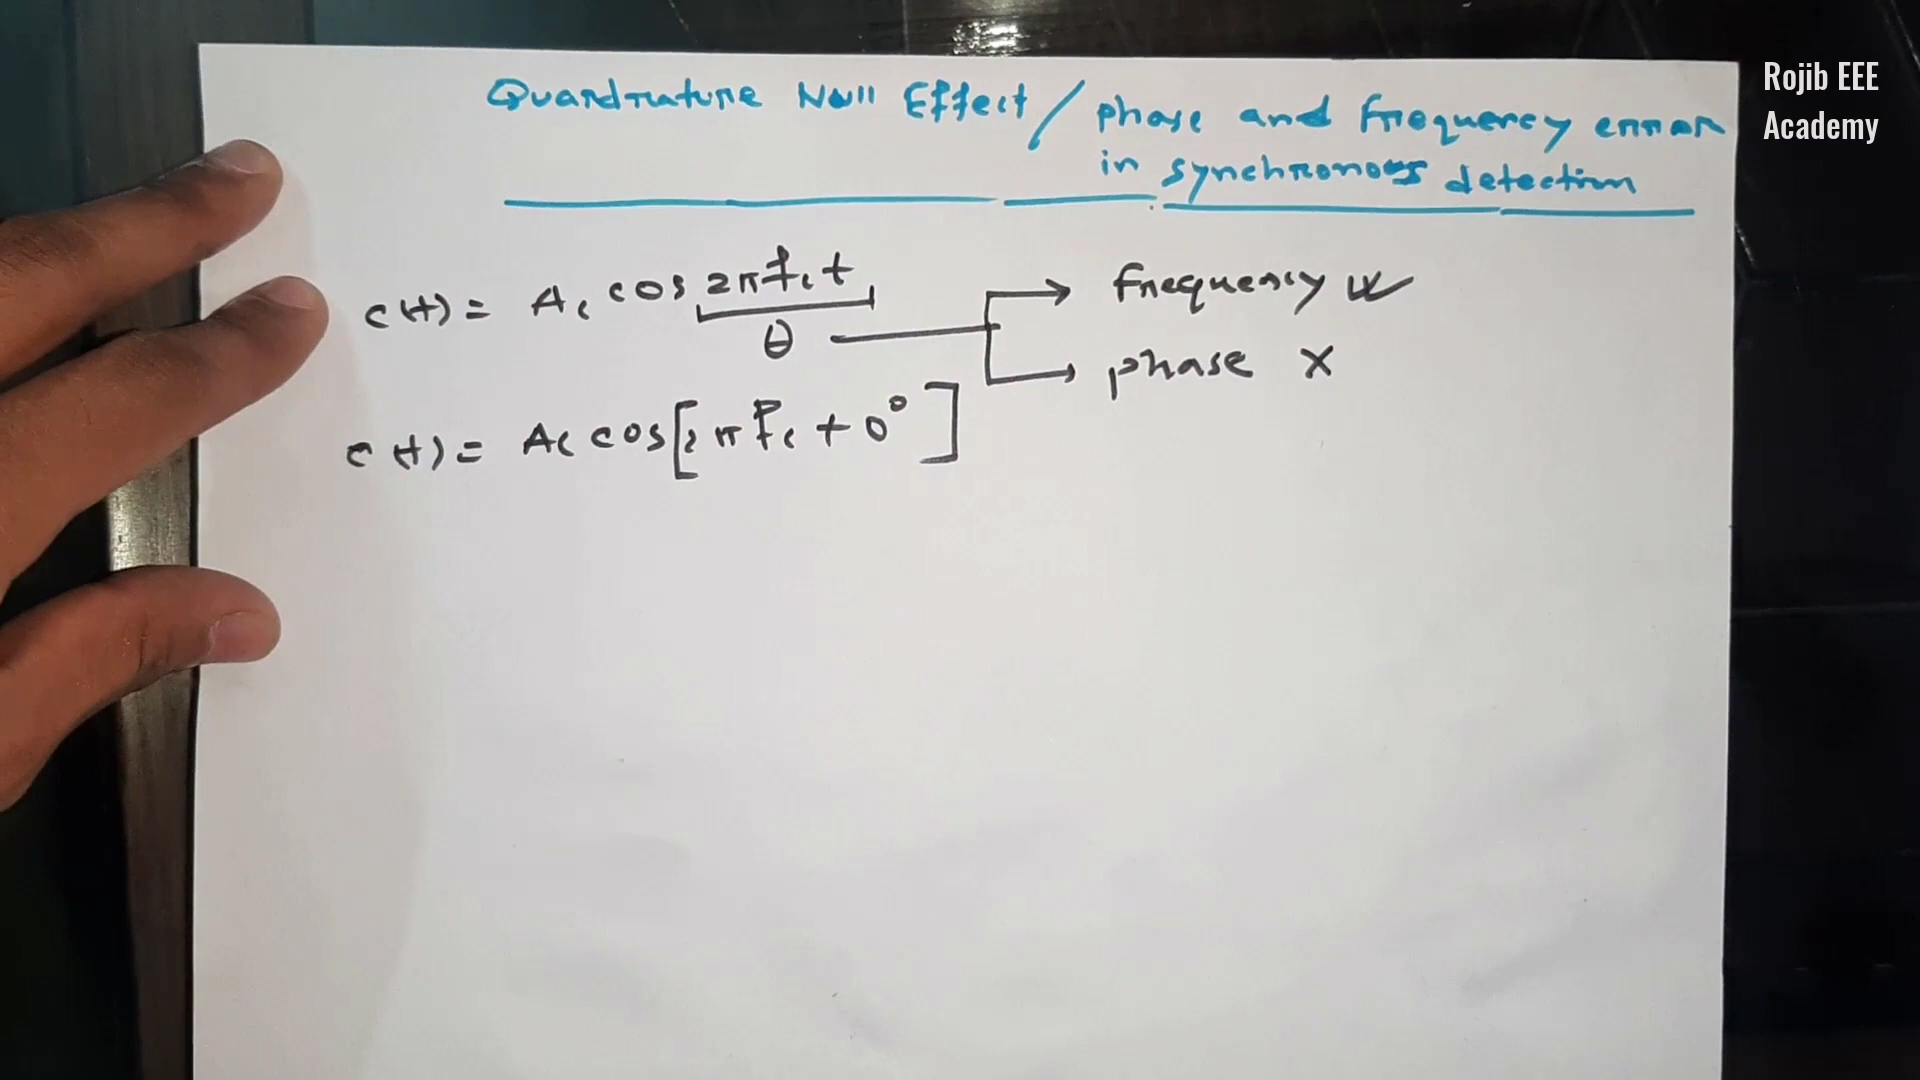 Quardrature Null Effect / phase and frequency error
in synchronous detection
Rojib EEE
Academy
c(t) = Ac cos 2πfct
θ
frequency
phase X
c(t) = Ac cos[2πfc + 0°]